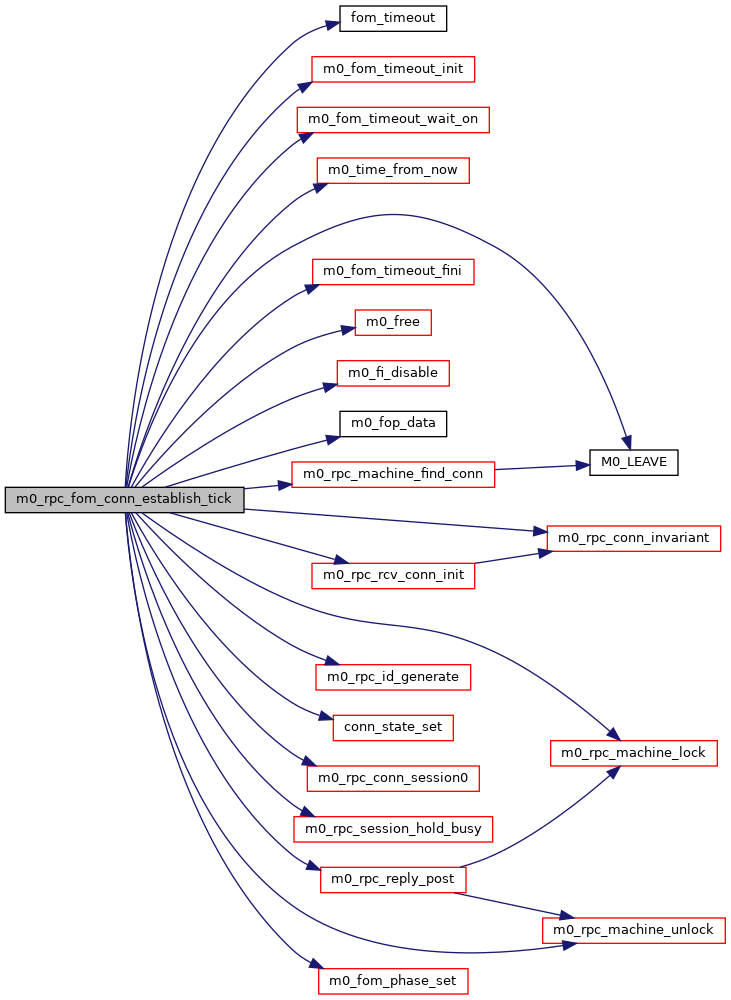 fom_timeout
m0_fom_timeout_init
m0_fom_timeout_wait_on
m0_time_from_now
m0_fom_timeout_fini
m0_free
m0_fi_disable
m0_fop_data
M0_LEAVE
m0_rpc_machine_find_conn
m0_rpc_fom_conn_establish_tick
m0_rpc_conn_invariant
m0_rpc_rcv_conn_init
m0_rpc_id_generate
conn_state_set
m0_rpc_machine_lock
m0_rpc_conn_session0
m0_rpc_session_hold_busy
m0_rpc_reply_post
m0_rpc_machine_unlock
m0_fom_phase_set